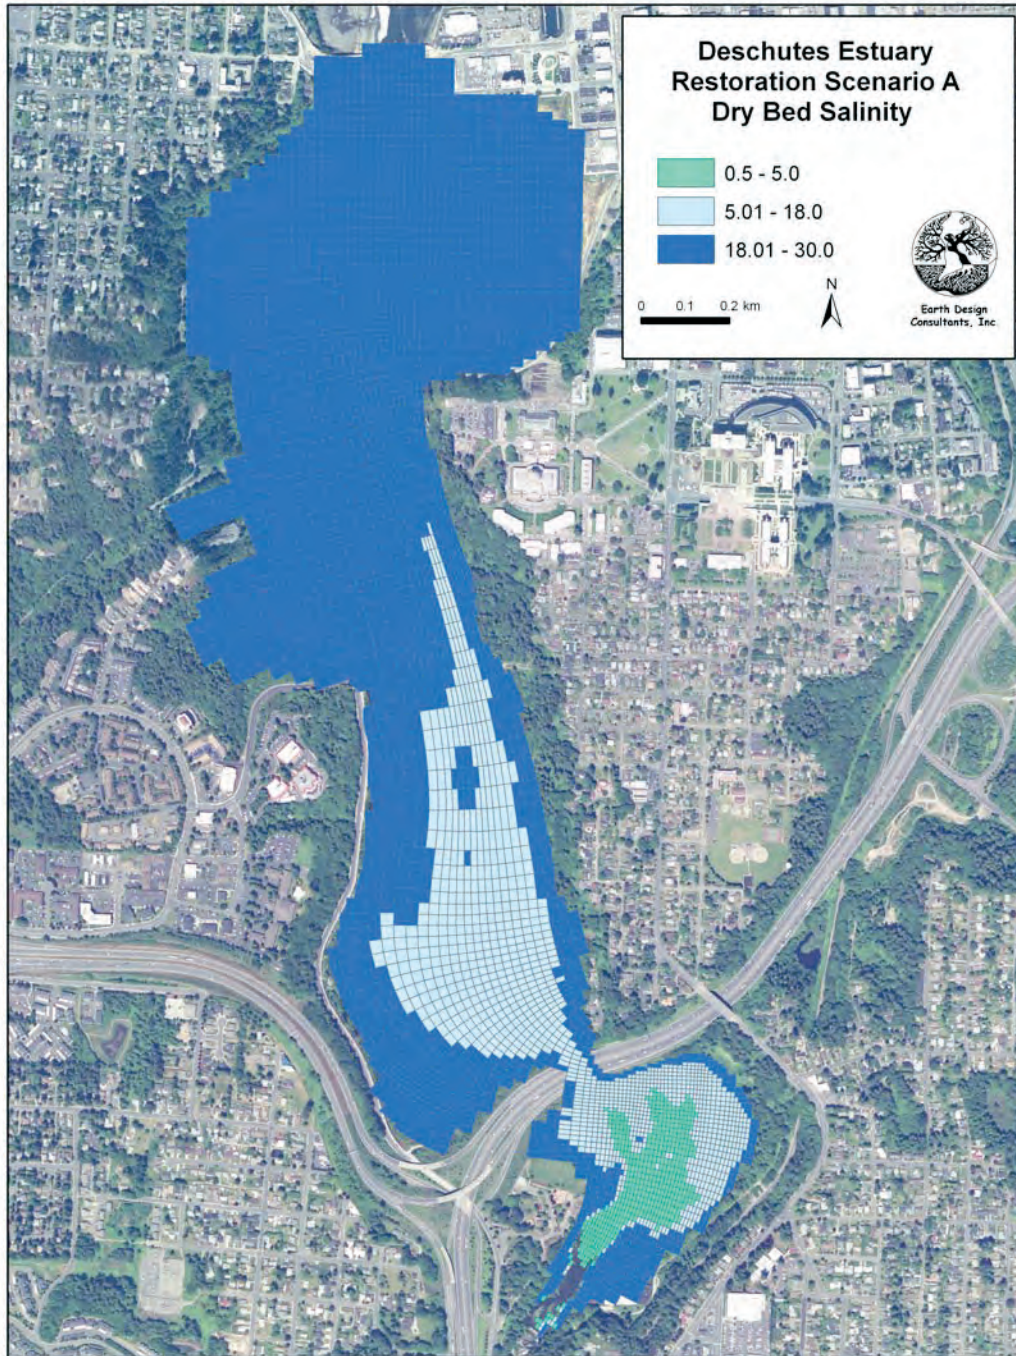 Deschutes Estuary
Restoration Scenario A
Dry Bed Salinity
0.5 - 5.0
5.01 - 18.0
18.01 - 30.0
0 0.1 0.2 km
N
Earth Design
Consultants, Inc